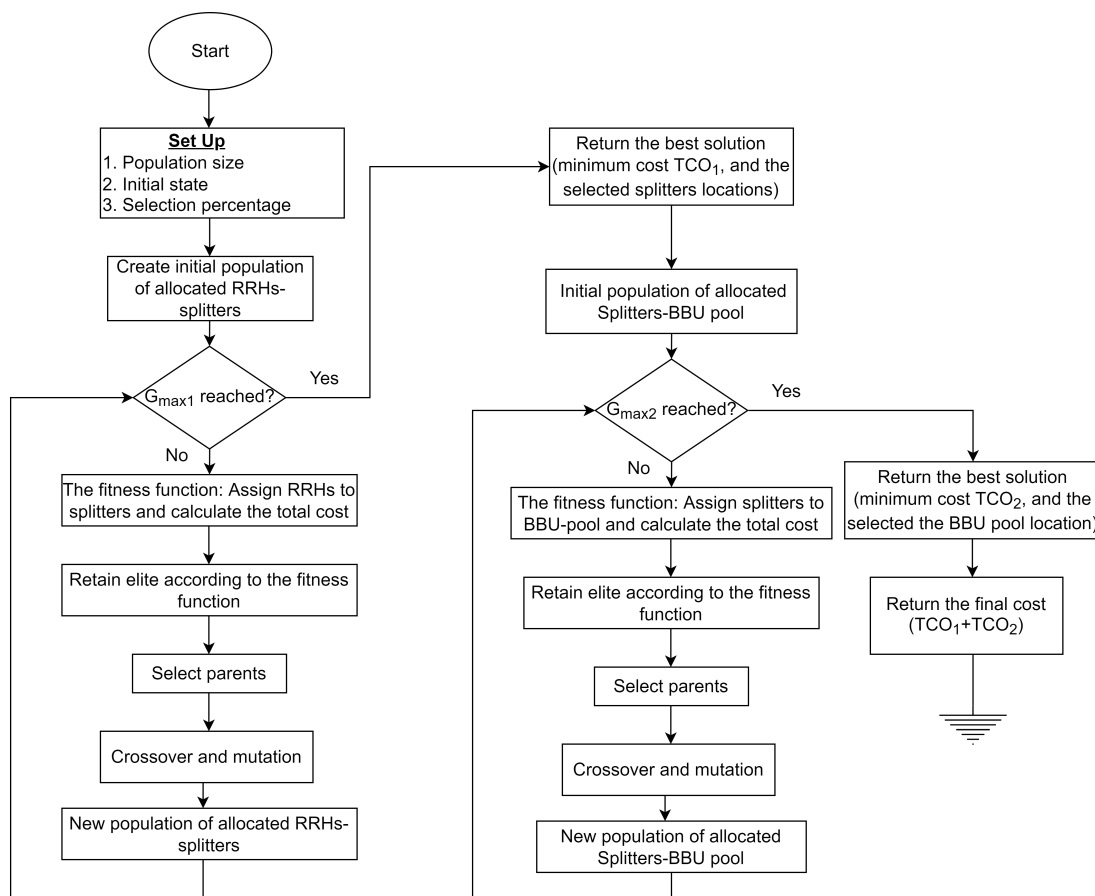 Start
Set Up
1. Population size
2. Initial state
3. Selection percentage
Create initial population
of allocated RRHs-
splitters
Gmax1 reached?
Yes
No
The fitness function: Assign RRHs to
splitters and calculate the total cost
Retain elite according to the fitness
function
Select parents
Crossover and mutation
New population of allocated RRHs-
splitters
Return the best solution
(minimum cost TCO1, and the
selected splitters locations)
Initial population of allocated
Splitters-BBU pool
Gmax2 reached?
Yes
No
The fitness function: Assign splitters to
BBU-pool and calculate the total cost
Retain elite according to the fitness
function
Select parents
Crossover and mutation
New population of allocated
Splitters-BBU pool
Return the best solution
(minimum cost TCO2, and the
selected the BBU pool location)
Return the final cost
(TCO1+TCO2)